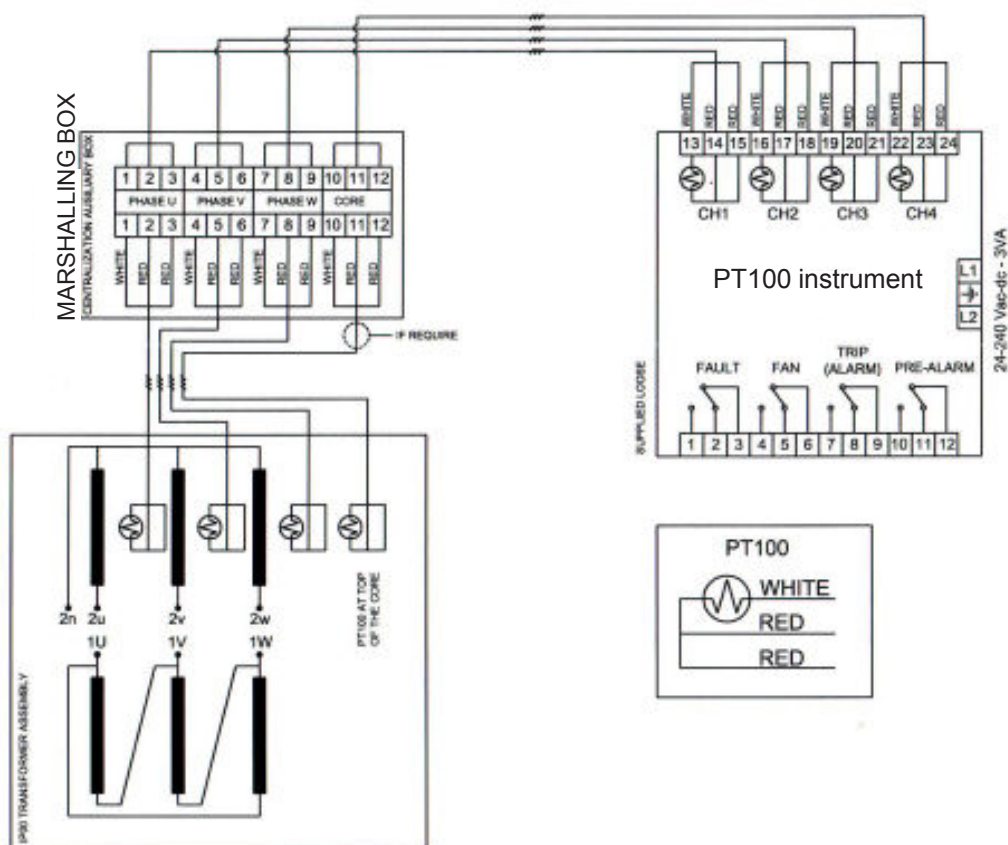 MARSHALLING BOX
CENTRALIZATION AUXILIARY BOX
1 2 3 4 5 6 7 8 9 10 11 12
PHASE U PHASE V PHASE W CORE
1 2 3 4 5 6 7 8 9 10 11 12
WHITE RED RED WHITE RED RED WHITE RED RED WHITE RED RED
IF REQUIRE
WHITE RED RED WHITE RED RED WHITE RED RED WHITE RED RED
13 14 15 16 17 18 19 20 21 22 23 24
CH1 CH2 CH3 CH4
PT100 instrument
L1
L2
24-240 Vac-dc - 3VA
SUPPLIED LOOSE
FAULT FAN TRIP (ALARM) PRE-ALARM
1 2 3 4 5 6 7 8 9 10 11 12
IP00 TRANSFORMER ASSEMBLY
2n 2u 2v 2w
1U 1V 1W
PT100 AT TOP
OF THE CORE
PT100
WHITE
RED
RED